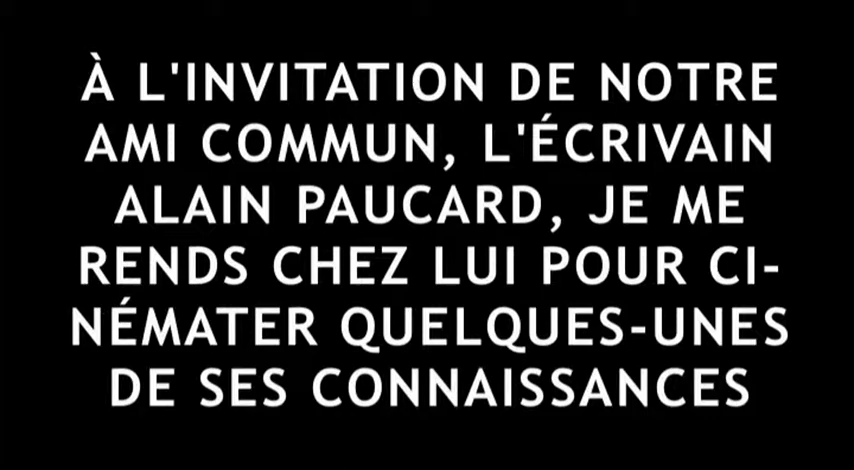 À L'INVITATION DE NOTRE
AMI COMMUN, L'ÉCRIVAIN
ALAIN PAUCARD, JE ME
RENDS CHEZ LUI POUR CI-
NÉMATER QUELQUES-UNES
DE SES CONNAISSANCES